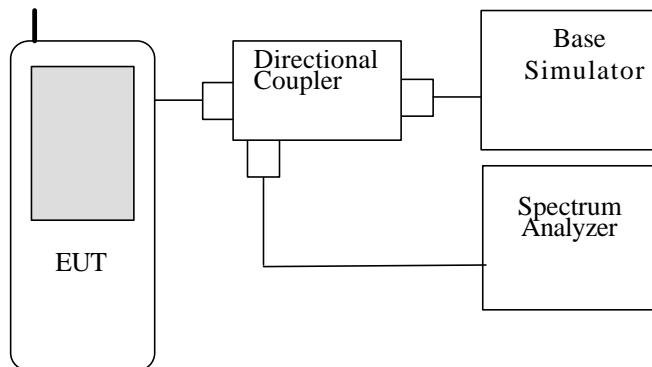 Directional
Coupler
Base
Simulator
EUT
Spectrum
Analyzer